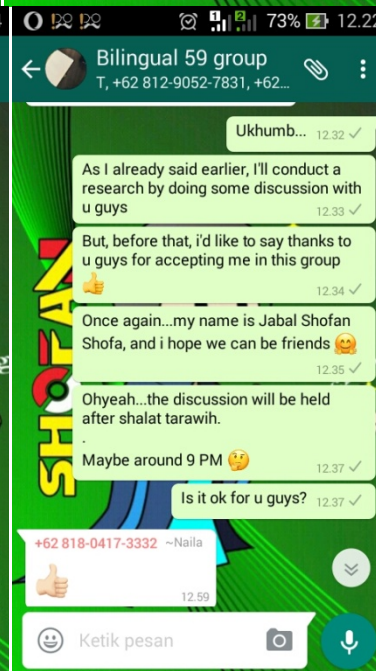 73% 12.22
Bilingual 59 group
T, +62 812-9052-7831, +62...
Ukhumb... 12.32
As I already said earlier, I'll conduct a
research by doing some discussion with
u guys
12.33
But, before that, i'd like to say thanks to
u guys for accepting me in this group
👍
12.34
Once again...my name is Jabal Shofan
Shofa, and i hope we can be friends 🤗
12.35
Ohyeah...the discussion will be held
after shalat tarawih.
.
Maybe around 9 PM 🤔
12.37
Is it ok for u guys? 12.37
+62 818-0417-3332 ~Naila
👍🏻
12.59
Ketik pesan
SHOFAN